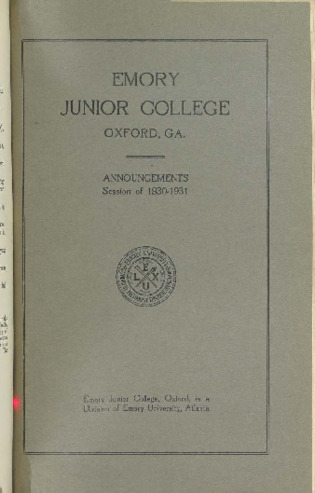 EMORY
JUNIOR COLLEGE
OXFORD, GA.
ANNOUNCEMENTS
Session of 1930-1931
L E X U
Emory Junior College, Oxford, is a
Division of Emory University, Atlanta